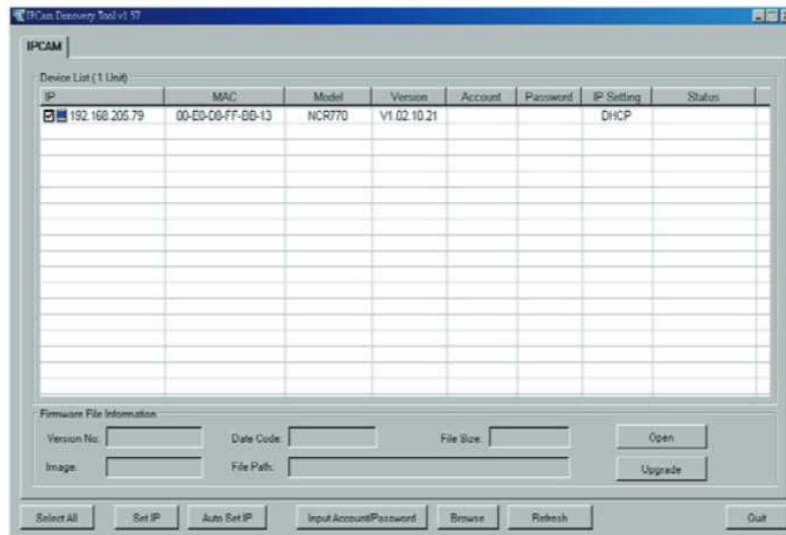 IPCam Discovery Tool v1.57
IPCAM
Device List ( 1 Unit)
IP MAC Model Version Account Password IP Setting Status
192.168.205.79 00-E0-D8-FF-BB-13 NCR770 V1.02.10.21 DHCP
Firmware File Information
Version No: Date Code: File Size: Open
Image: File Path: Upgrade
Select All Set IP Auto Set IP Input Account/Password Browse Refresh Quit